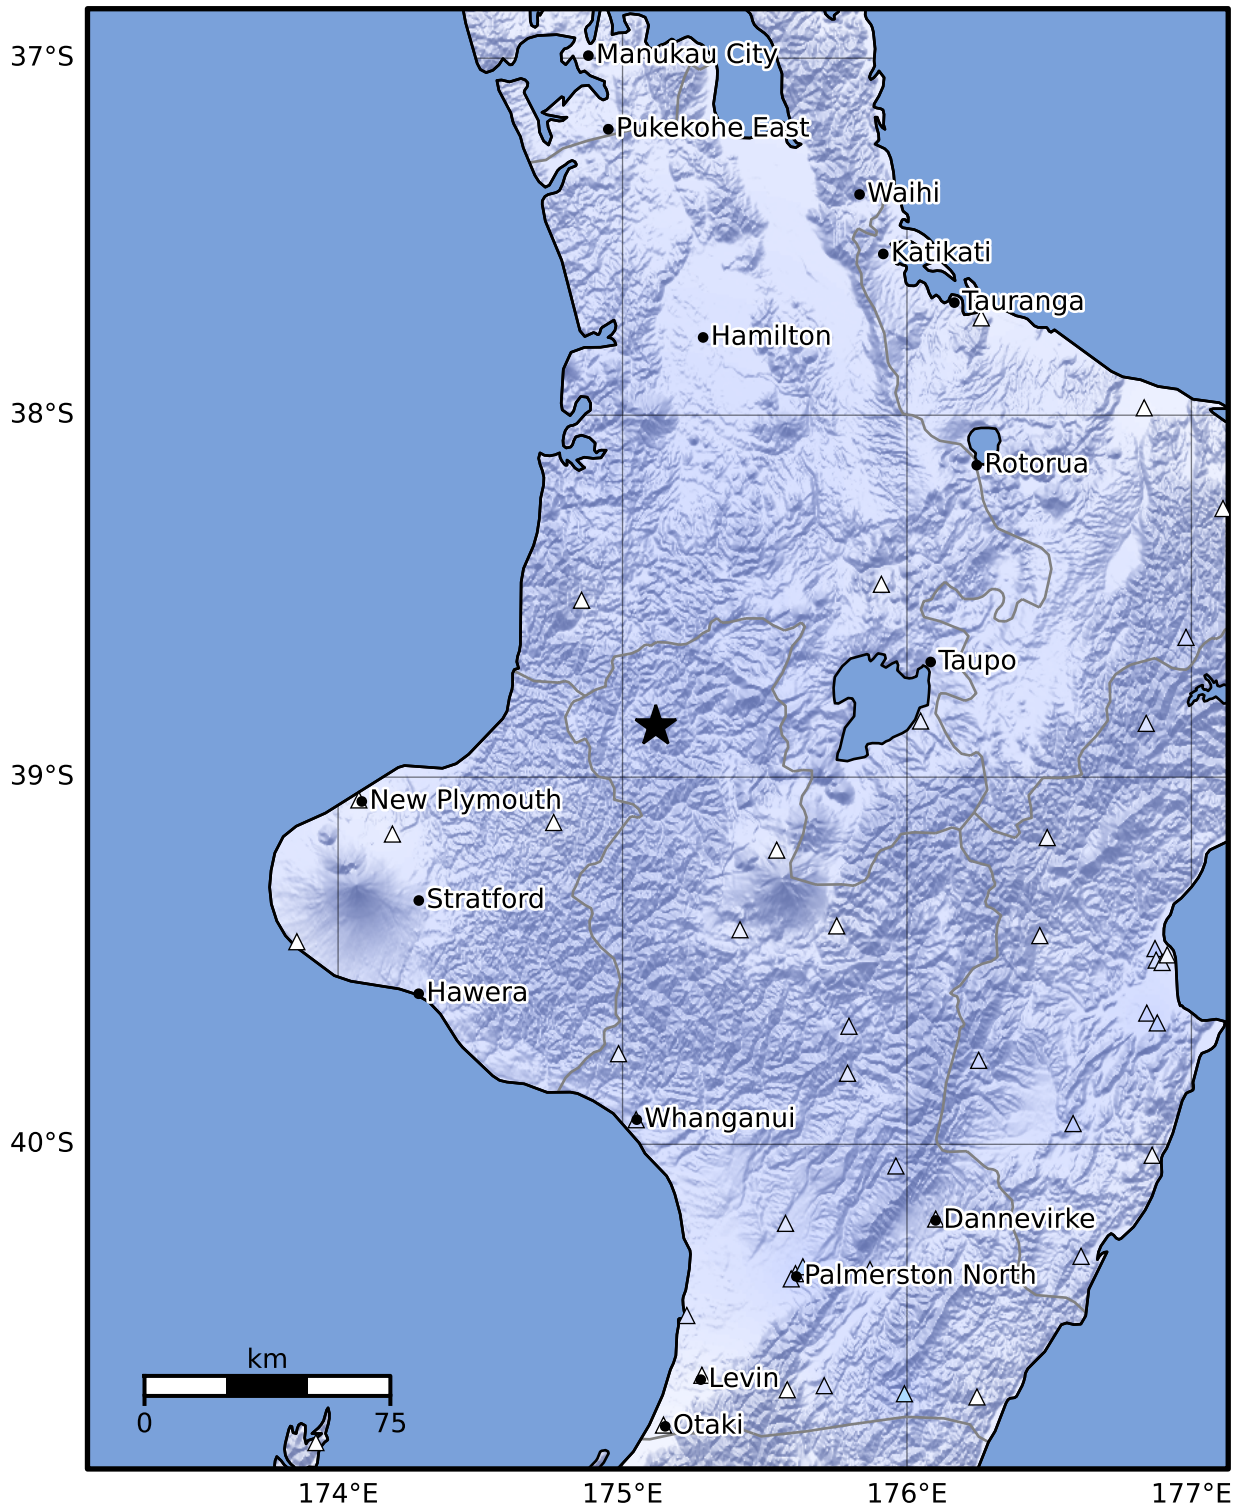 37°S
Manukau City
Pukekohe East
Waihi
Katikati
Tauranga
Hamilton
38°S
Rotorua
Taupo
39°S
New Plymouth
Stratford
Hawera
Whanganui
40°S
Dannevirke
Palmerston North
km
Levin
0
75
Otaki
174°E
175°E
176°E
177°E